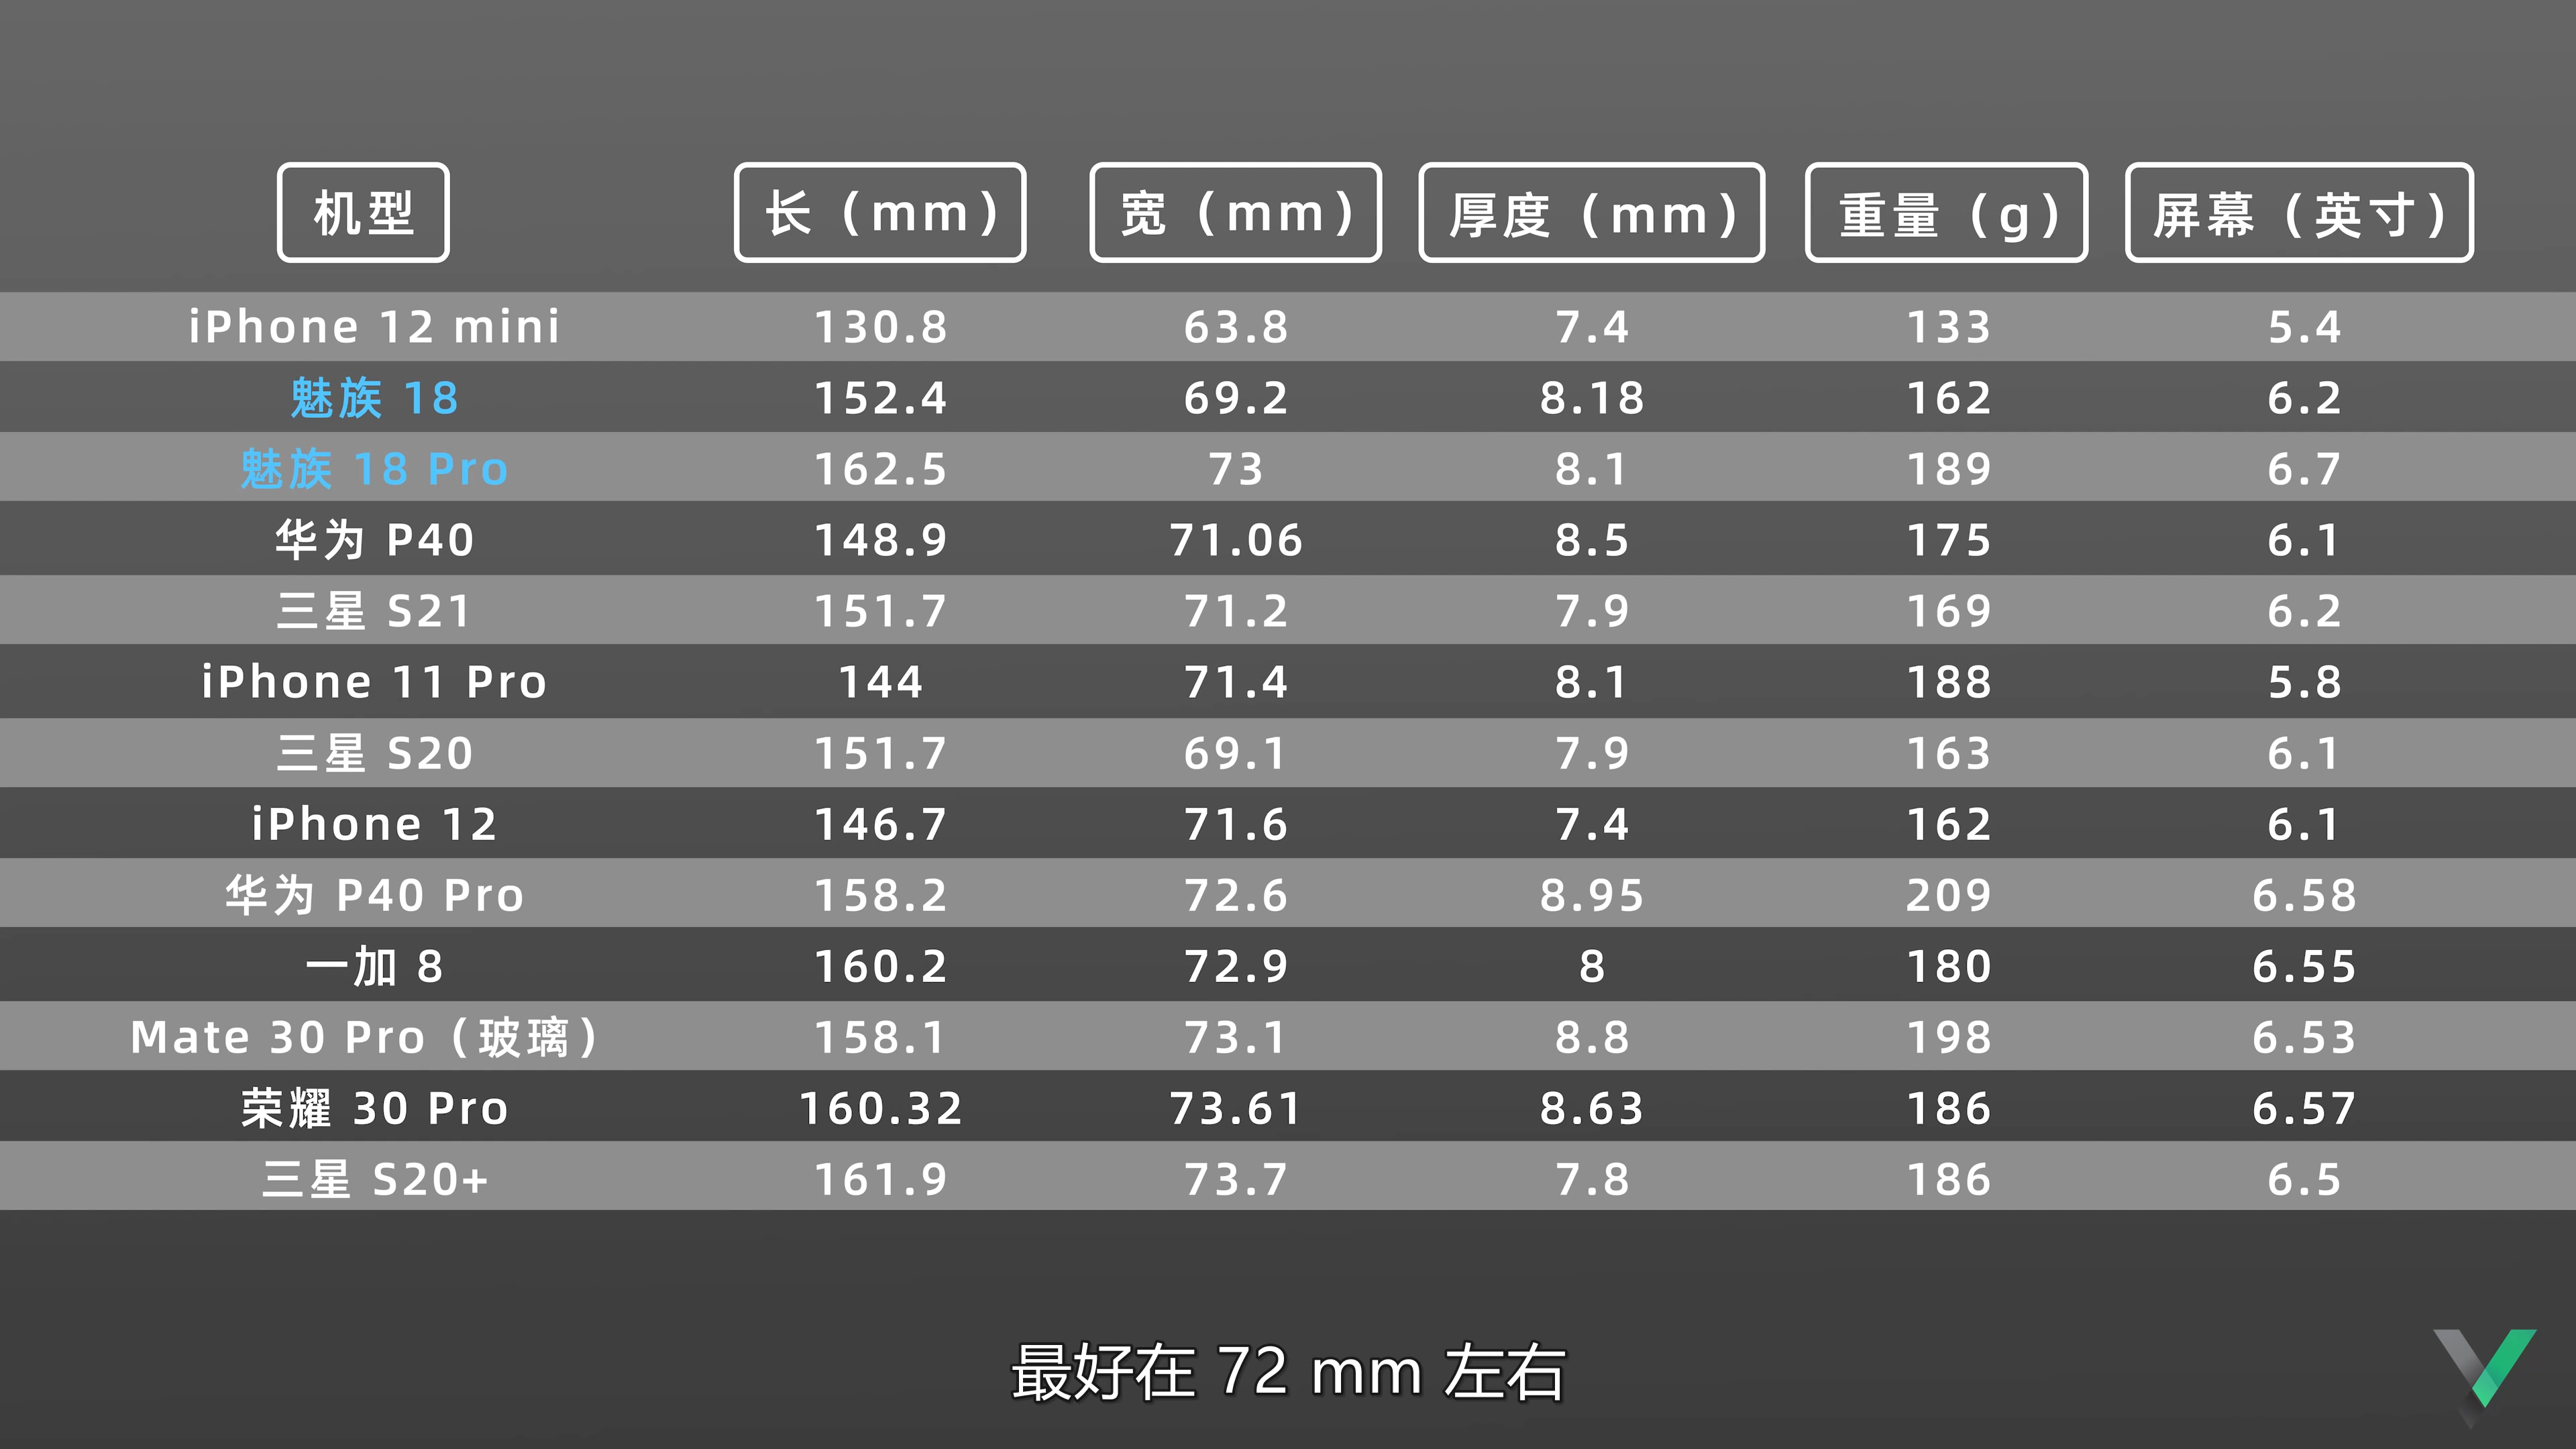 机型 长（mm） 宽（mm） 厚度（mm） 重量（g） 屏幕（英寸）
iPhone 12 mini 130.8 63.8 7.4 133 5.4
魅族 18 152.4 69.2 8.18 162 6.2
魅族 18 Pro 162.5 73 8.1 189 6.7
华为 P40 148.9 71.06 8.5 175 6.1
三星 S21 151.7 71.2 7.9 169 6.2
iPhone 11 Pro 144 71.4 8.1 188 5.8
三星 S20 151.7 69.1 7.9 163 6.1
iPhone 12 146.7 71.6 7.4 162 6.1
华为 P40 Pro 158.2 72.6 8.95 209 6.58
一加 8 160.2 72.9 8 180 6.55
Mate 30 Pro（玻璃） 158.1 73.1 8.8 198 6.53
荣耀 30 Pro 160.32 73.61 8.63 186 6.57
三星 S20+ 161.9 73.7 7.8 186 6.5
最好在 72 mm 左右